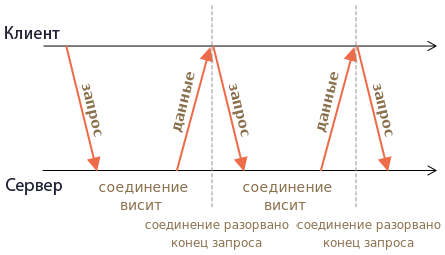 Клиент
запрос
данные
запрос
данные
запрос
Сервер
соединение
висит
соединение
висит
соединение разорвано
конец запроса
соединение разорвано
конец запроса